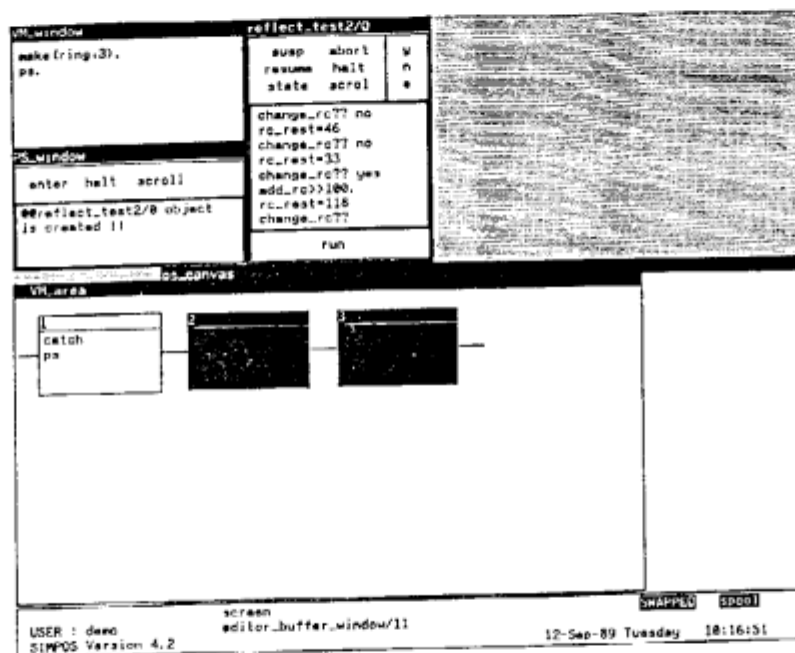 VM_window
make(ring:3).
ps.
PS_window
enter halt scroll
@@reflect_test2/0 object
is created !!
reflect_test2/0
susp abort y
resume halt n
state scrol
change_rc?? no
rc_rest=46
change_rc?? no
rc_rest=33
change_rc?? yes
add_rc>>100.
rc_rest=118
change_rc??
run
ps_canvas
VM_area
1
catch
ps
2
3
SWAPPED spool
screen
editor_buffer_window/11
USER : demo
SIMPOS Version 4.2
12-Sep-89 Tuesday 10:16:51